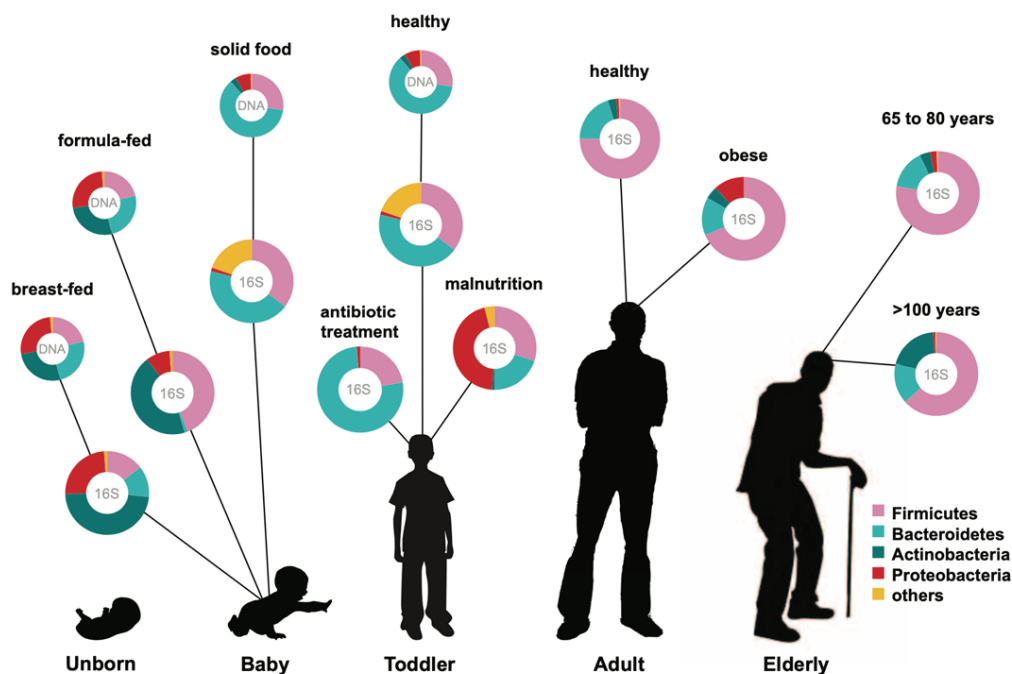 healthy
solid food
DNA
DNA
healthy
65 to 80 years
formula-fed
16S
obese
DNA
16S
16S
16S
breast-fed
16S
antibiotic
treatment
malnutrition
>100 years
DNA
16S
16S
16S
16S
16S
Firmicutes
Bacteroidetes
Actinobacteria
Proteobacteria
others
Unborn
Baby
Toddler
Adult
Elderly